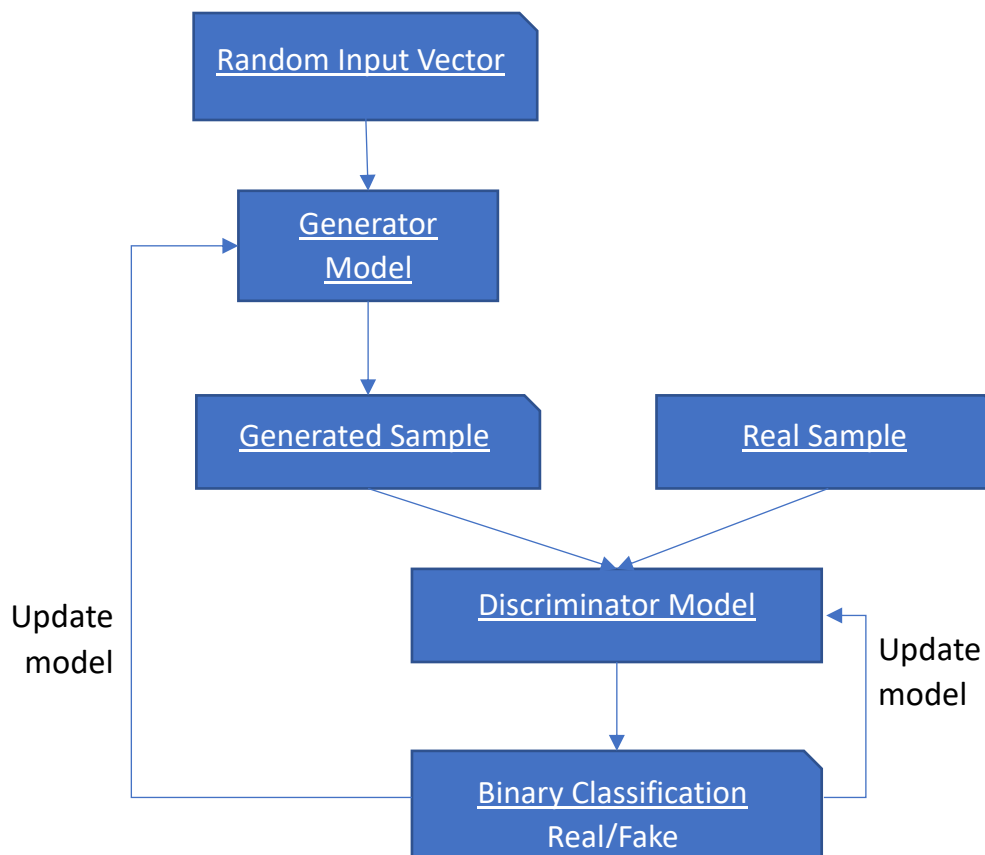 Random Input Vector
Generator
Model
Generated Sample
Real Sample
Discriminator Model
Update
model
Update
model
Binary Classification
Real/Fake